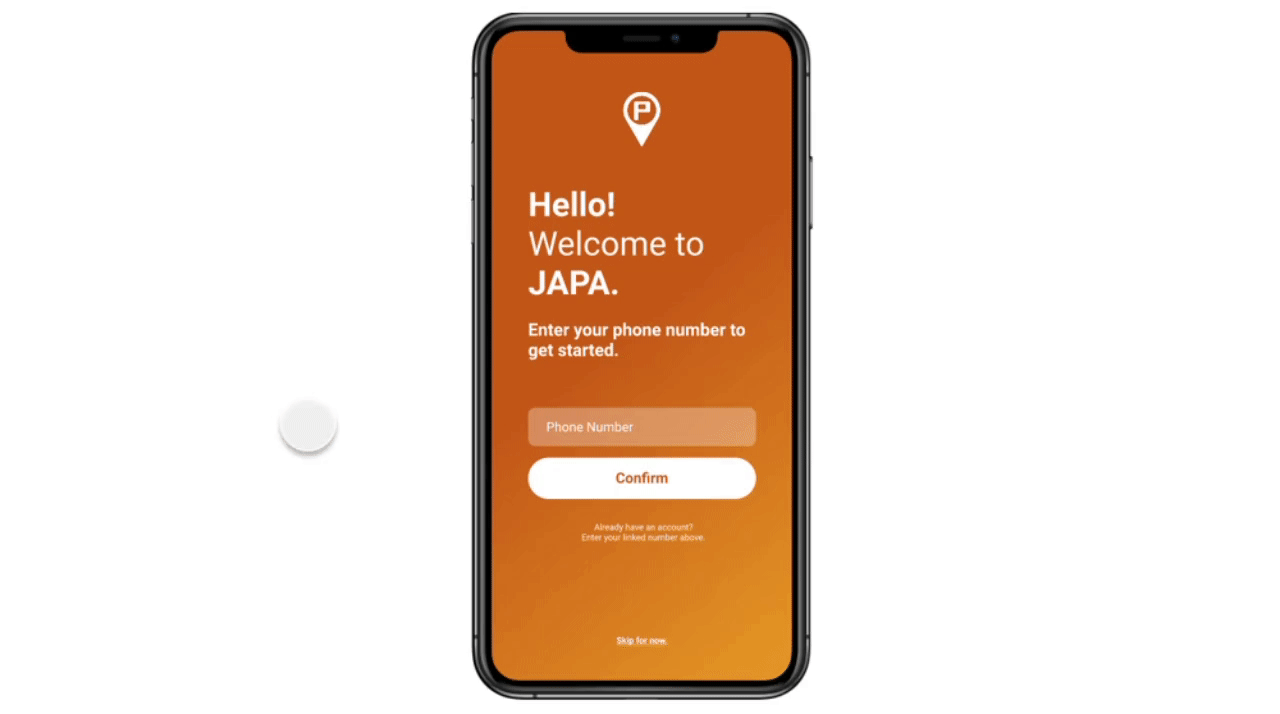 P
Hello!
Welcome to
JAPA.
Enter your phone number to
get started.
Phone Number
Confirm
Already have an account?
Enter your linked number above.
Skip for now.